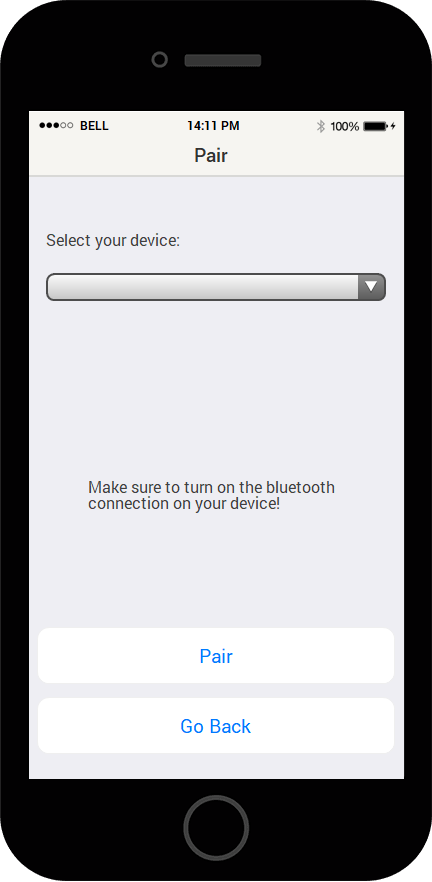 BELL 14:11 PM 100%
Pair
Select your device:
Make sure to turn on the bluetooth
connection on your device!
Pair
Go Back